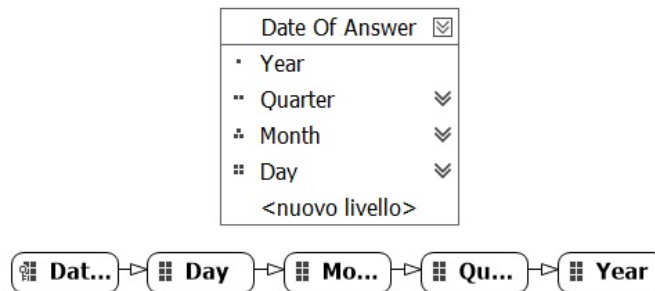 Date Of Answer
Year
Quarter
Month
Day
<nuovo livello>
Dat... Day Mo... Qu... Year